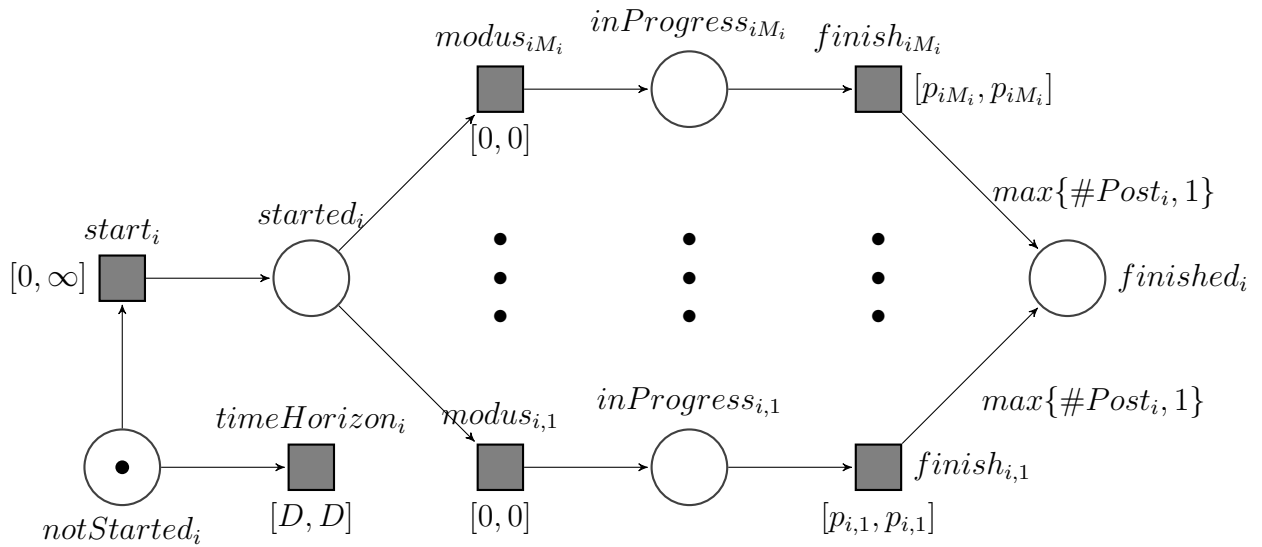 inProgress_{iM_i}
modus_{iM_i}
finish_{iM_i}
[p_{iM_i}, p_{iM_i}]
[0, 0]
max{#Post_i, 1}
started_i
start_i
[0, ∞]
finished_i
max{#Post_i, 1}
inProgress_{i,1}
timeHorizon_i
modus_{i,1}
finish_{i,1}
notStarted_i
[D, D]
[0, 0]
[p_{i,1}, p_{i,1}]